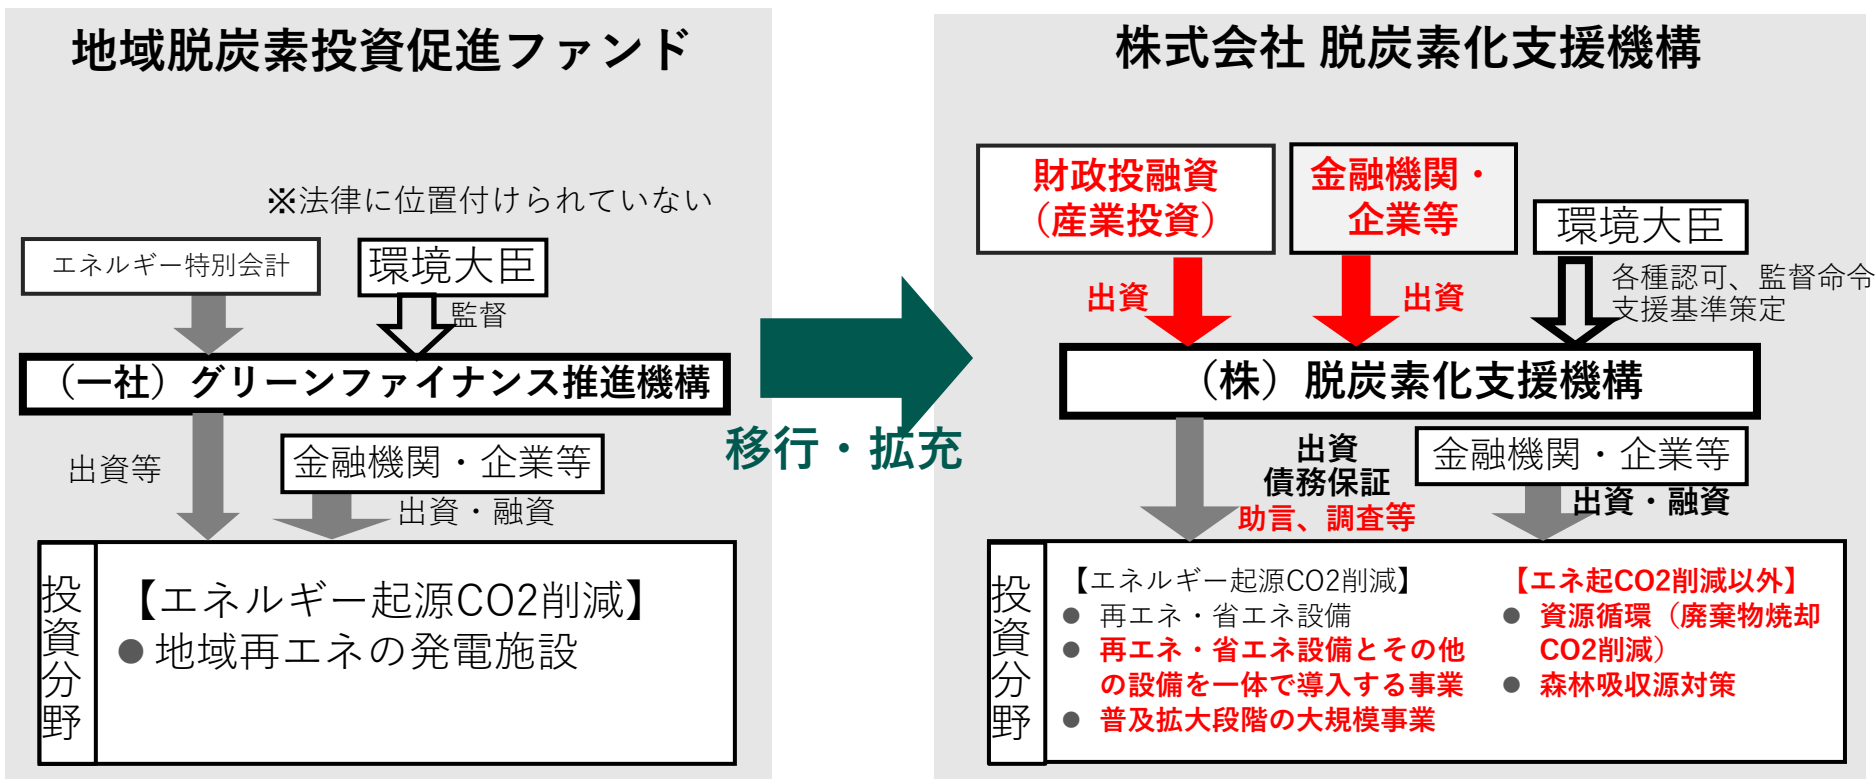 地域脱炭素投資促進ファンド
※法律に位置付けられていない
エネルギー特別会計
環境大臣
監督
（一社）グリーンファイナンス推進機構
出資等
金融機関・企業等
出資・融資
投資分野
【エネルギー起源CO2削減】
● 地域再エネの発電施設
移行・拡充
株式会社 脱炭素化支援機構
財政投融資
（産業投資）
金融機関・
企業等
環境大臣
出資
出資
各種認可、監督命令
支援基準策定
（株）脱炭素化支援機構
出資
債務保証
助言、調査等
金融機関・企業等
出資・融資
投資分野
【エネルギー起源CO2削減】
● 再エネ・省エネ設備
● 再エネ・省エネ設備とその他
の設備を一体で導入する事業
● 普及拡大段階の大規模事業
【エネ起CO2削減以外】
● 資源循環（廃棄物焼却
CO2削減）
● 森林吸収源対策